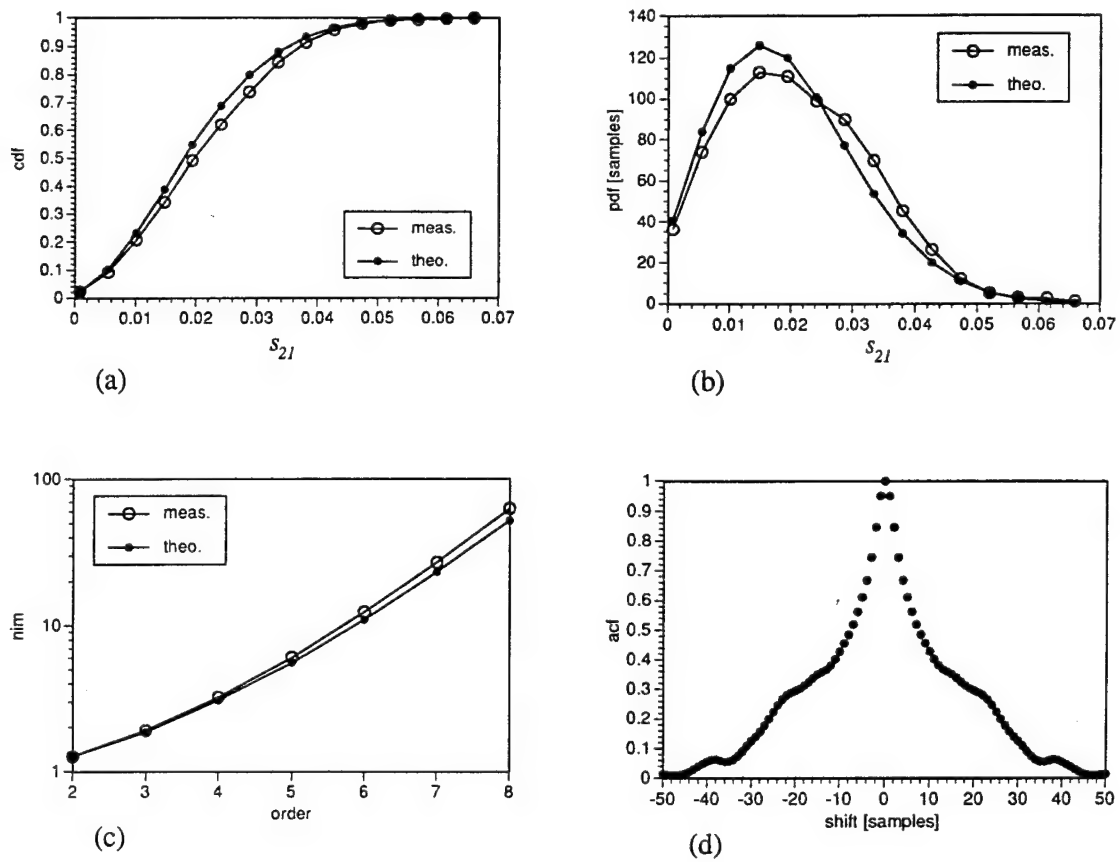 1
0.9
0.8
0.7
0.6
0.5
0.4
0.3
0.2
0.1
0
cdf
meas.
theo.
0 0.01 0.02 0.03 0.04 0.05 0.06 0.07
s21
(a)
140
120
100
80
60
40
20
0
pdf [samples]
meas.
theo.
0 0.01 0.02 0.03 0.04 0.05 0.06 0.07
s21
(b)
100
10
1
nim
meas.
theo.
2 3 4 5 6 7 8
order
(c)
1
0.9
0.8
0.7
0.6
0.5
0.4
0.3
0.2
0.1
0
acf
-50 -40 -30 -20 -10 0 10 20 30 40 50
shift [samples]
(d)